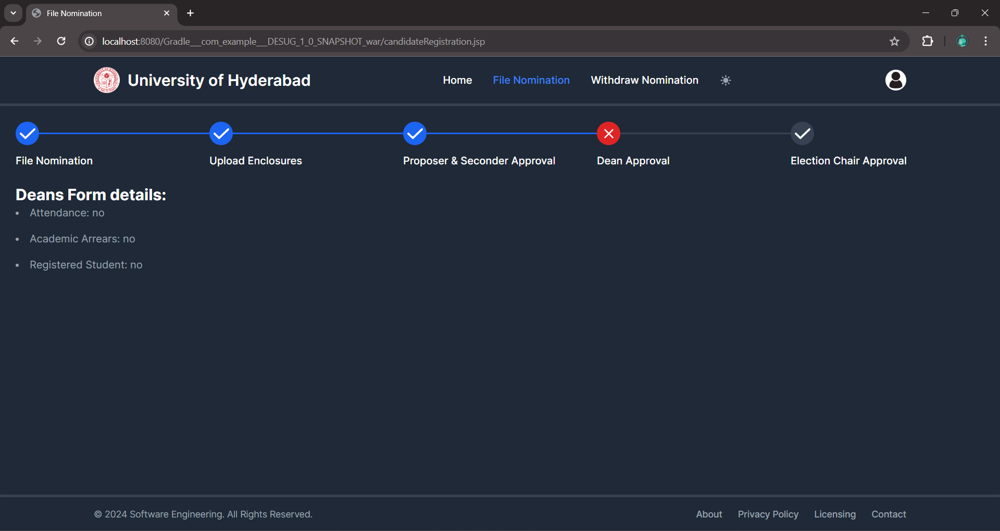 File Nomination
localhost:8080/Gradle___com_example___DESUG_1_0_SNAPSHOT_war/candidateRegistration.jsp
University of Hyderabad
Home File Nomination Withdraw Nomination
File Nomination Upload Enclosures Proposer & Seconder Approval Dean Approval Election Chair Approval
Deans Form details:
• Attendance: no
• Academic Arrears: no
• Registered Student: no
© 2024 Software Engineering. All Rights Reserved. About Privacy Policy Licensing Contact